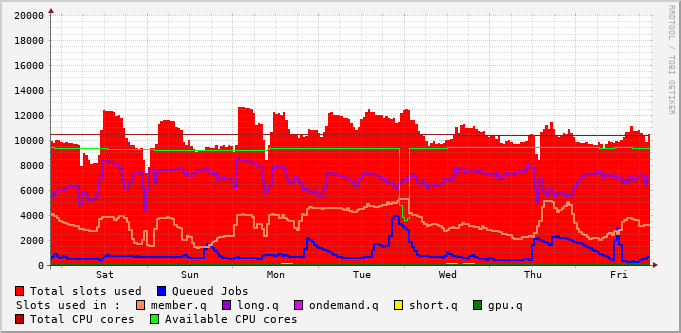 20000
18000
16000
14000
12000
10000
8000
6000
4000
2000
0
Sat Sun Mon Tue Wed Thu Fri
RRDTOOL / TOBI OETIKER
Total slots used Queued Jobs
Slots used in : member.q long.q ondemand.q short.q gpu.q
Total CPU cores Available CPU cores